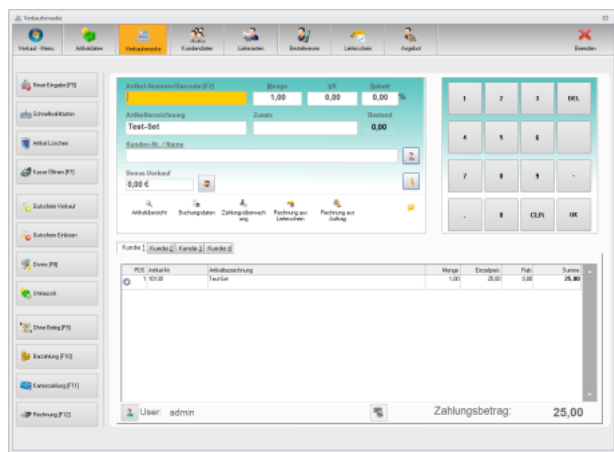 Verkaufsmaske
Verkauf - Menu Artikeldaten Verkaufsmaske Kundendaten Lieferanten Bestellwesen Lieferschein Angebot Beenden
Neue Eingabe [F5]
Schnellwahltasten
Artikel Löschen
Kasse Öffnen [F7]
Gutschein Verkauf
Gutschein Einlösen
Divers [F8]
Umtausch
Ohne Beleg [F9]
Barzahlung [F10]
Kartenzahlung [F11]
Rechnung [F12]
Artikel-Nummer/Barcode (F3) Menge VK Rabatt
1,00 0,00 0,00 %
Artikelbezeichnung Zusatz Bestand
Test-Set 0,00
Kunden-Nr. / Name
Bonus-Verkauf
0,00 €
Artikelbericht Buchungsdaten Zahlungsüberwachung Rechnung aus Lieferschein Rechnung aus Auftrag
1 2 3 DEL
4 5 6
7 8 9 -
. 0 CLR OK
Kunde 1 Kunde 2 Kunde 3 Kunde 4
POS Artikel-Nr. Artikelbezeichnung Menge Einzelpreis Rab. Summe
1 10130 Test-Set 1,00 25,00 0,00 25,00
User: admin Zahlungsbetrag: 25,00